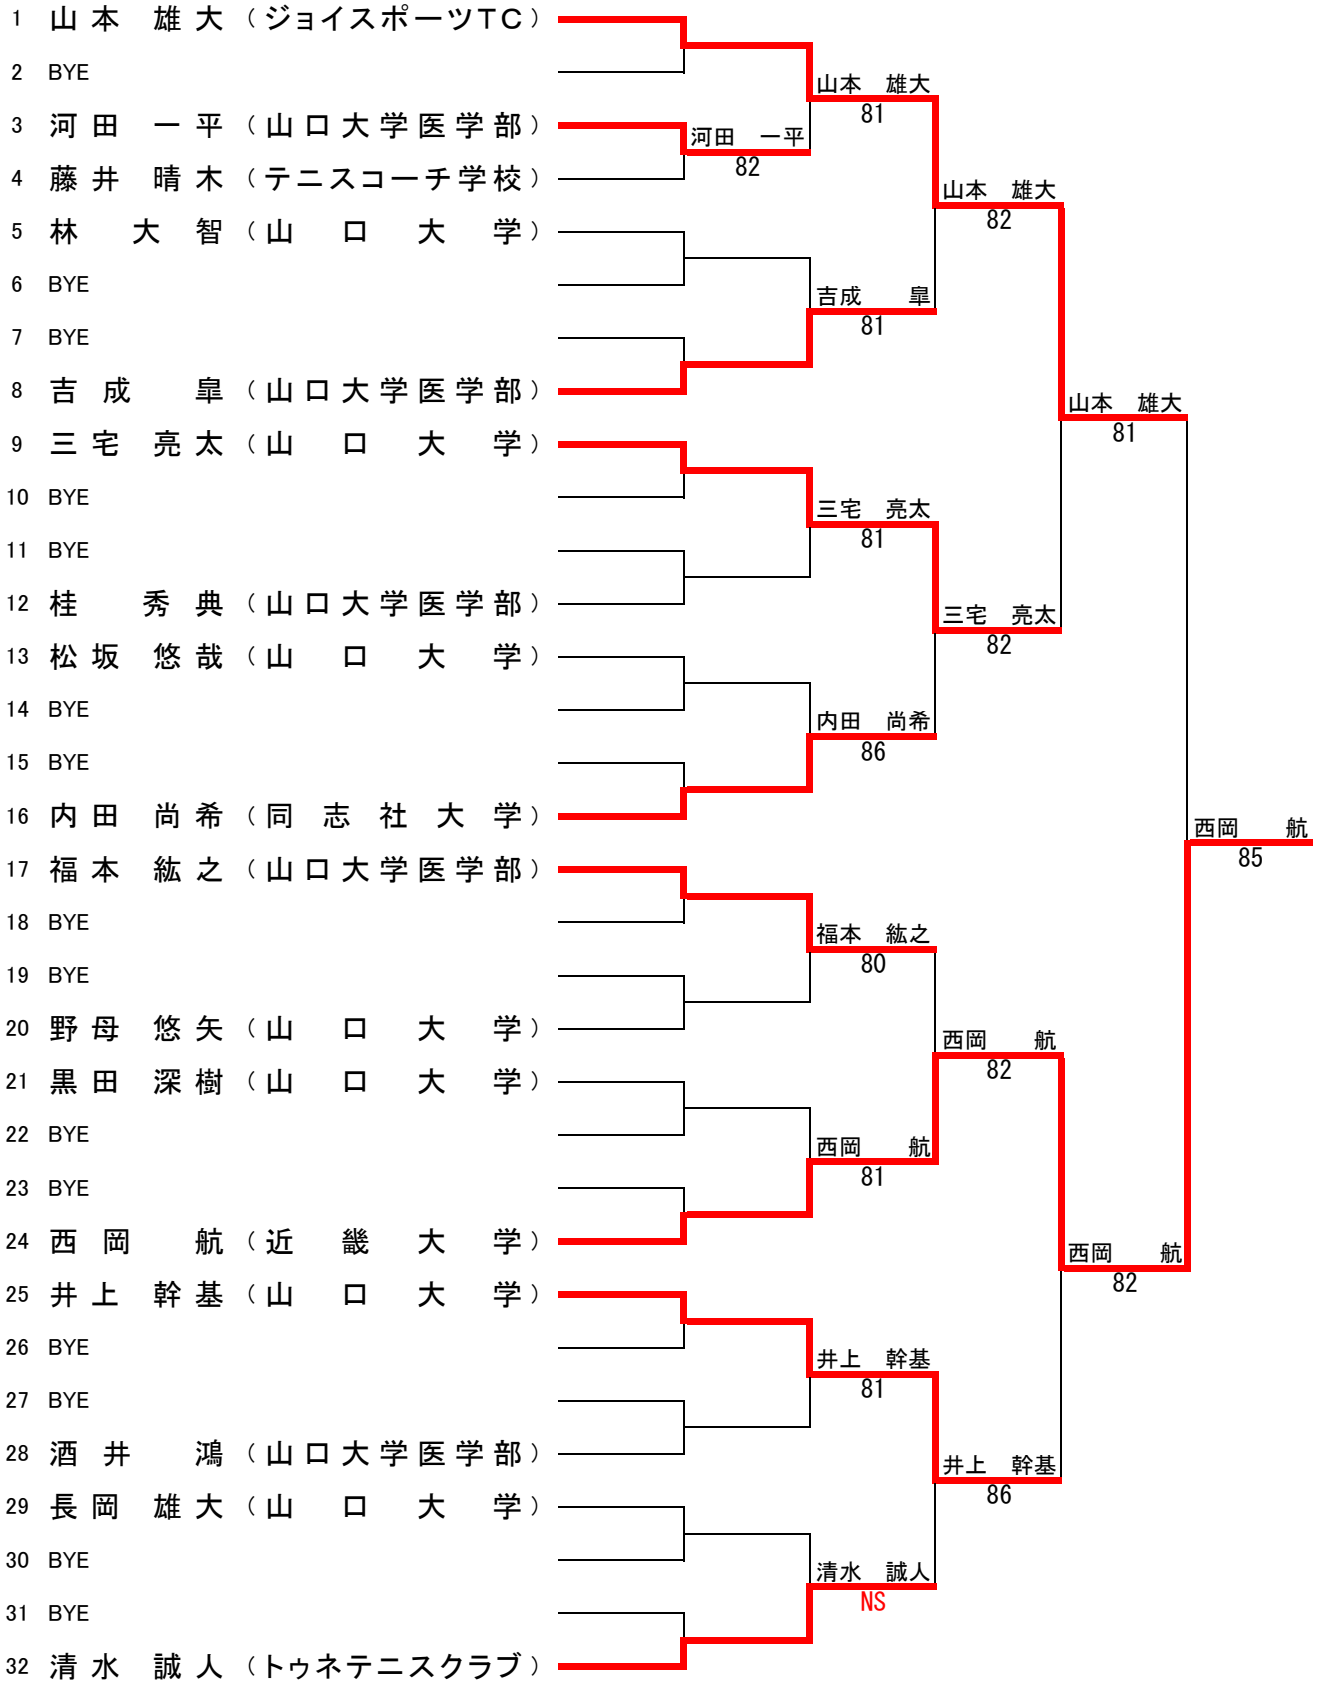 1 山本 雄大 （ジョイスポーツTC）
2 BYE
山本 雄大
81
3 河田 一平 （山口大学医学部）
河田 一平
82
4 藤井 晴木 （テニスコーチ学校）
山本 雄大
82
5 林 大智 （山口大学）
6 BYE
吉成 皐
81
7 BYE
8 吉成 皐 （山口大学医学部）
山本 雄大
81
9 三宅 亮太 （山口大学）
10 BYE
三宅 亮太
81
11 BYE
12 桂 秀典 （山口大学医学部）
三宅 亮太
82
13 松坂 悠哉 （山口大学）
14 BYE
内田 尚希
86
15 BYE
16 内田 尚希 （同志社大学）
西岡 航
85
17 福本 紘之 （山口大学医学部）
18 BYE
福本 紘之
80
19 BYE
20 野母 悠矢 （山口大学）
西岡 航
82
21 黒田 深樹 （山口大学）
22 BYE
西岡 航
81
23 BYE
24 西岡 航 （近畿大学）
西岡 航
82
25 井上 幹基 （山口大学）
26 BYE
井上 幹基
81
27 BYE
28 酒井 鴻 （山口大学医学部）
井上 幹基
86
29 長岡 雄大 （山口大学）
30 BYE
清水 誠人
NS
31 BYE
32 清水 誠人 （トゥネテニスクラブ）